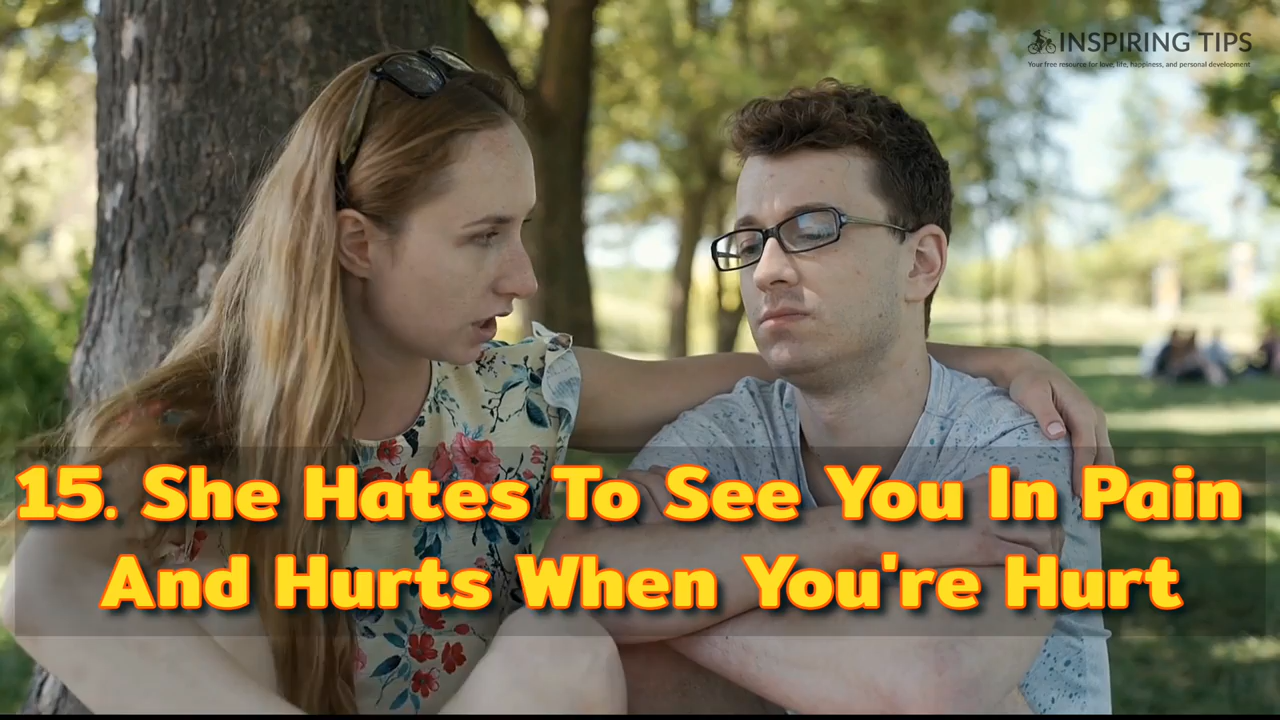 INSPIRING TIPS
Your free resource for love, life, happiness, and personal development
15. She Hates To See You In Pain
And Hurts When You're Hurt